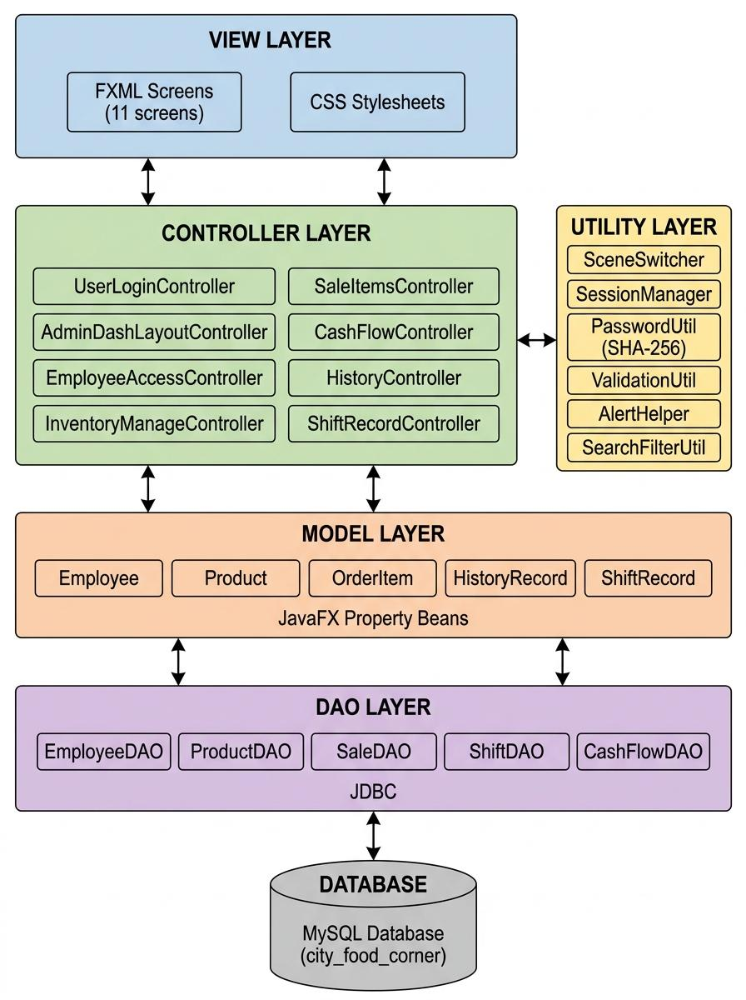 VIEW LAYER
FXML Screens
(11 screens)
CSS Stylesheets
CONTROLLER LAYER
UserLoginController
SaleItemsController
AdminDashLayoutController
CashFlowController
EmployeeAccessController
HistoryController
InventoryManageController
ShiftRecordController
UTILITY LAYER
SceneSwitcher
SessionManager
PasswordUtil
(SHA-256)
ValidationUtil
AlertHelper
SearchFilterUtil
MODEL LAYER
Employee
Product
OrderItem
HistoryRecord
ShiftRecord
JavaFX Property Beans
DAO LAYER
EmployeeDAO
ProductDAO
SaleDAO
ShiftDAO
CashFlowDAO
JDBC
DATABASE
MySQL Database
(city_food_corner)